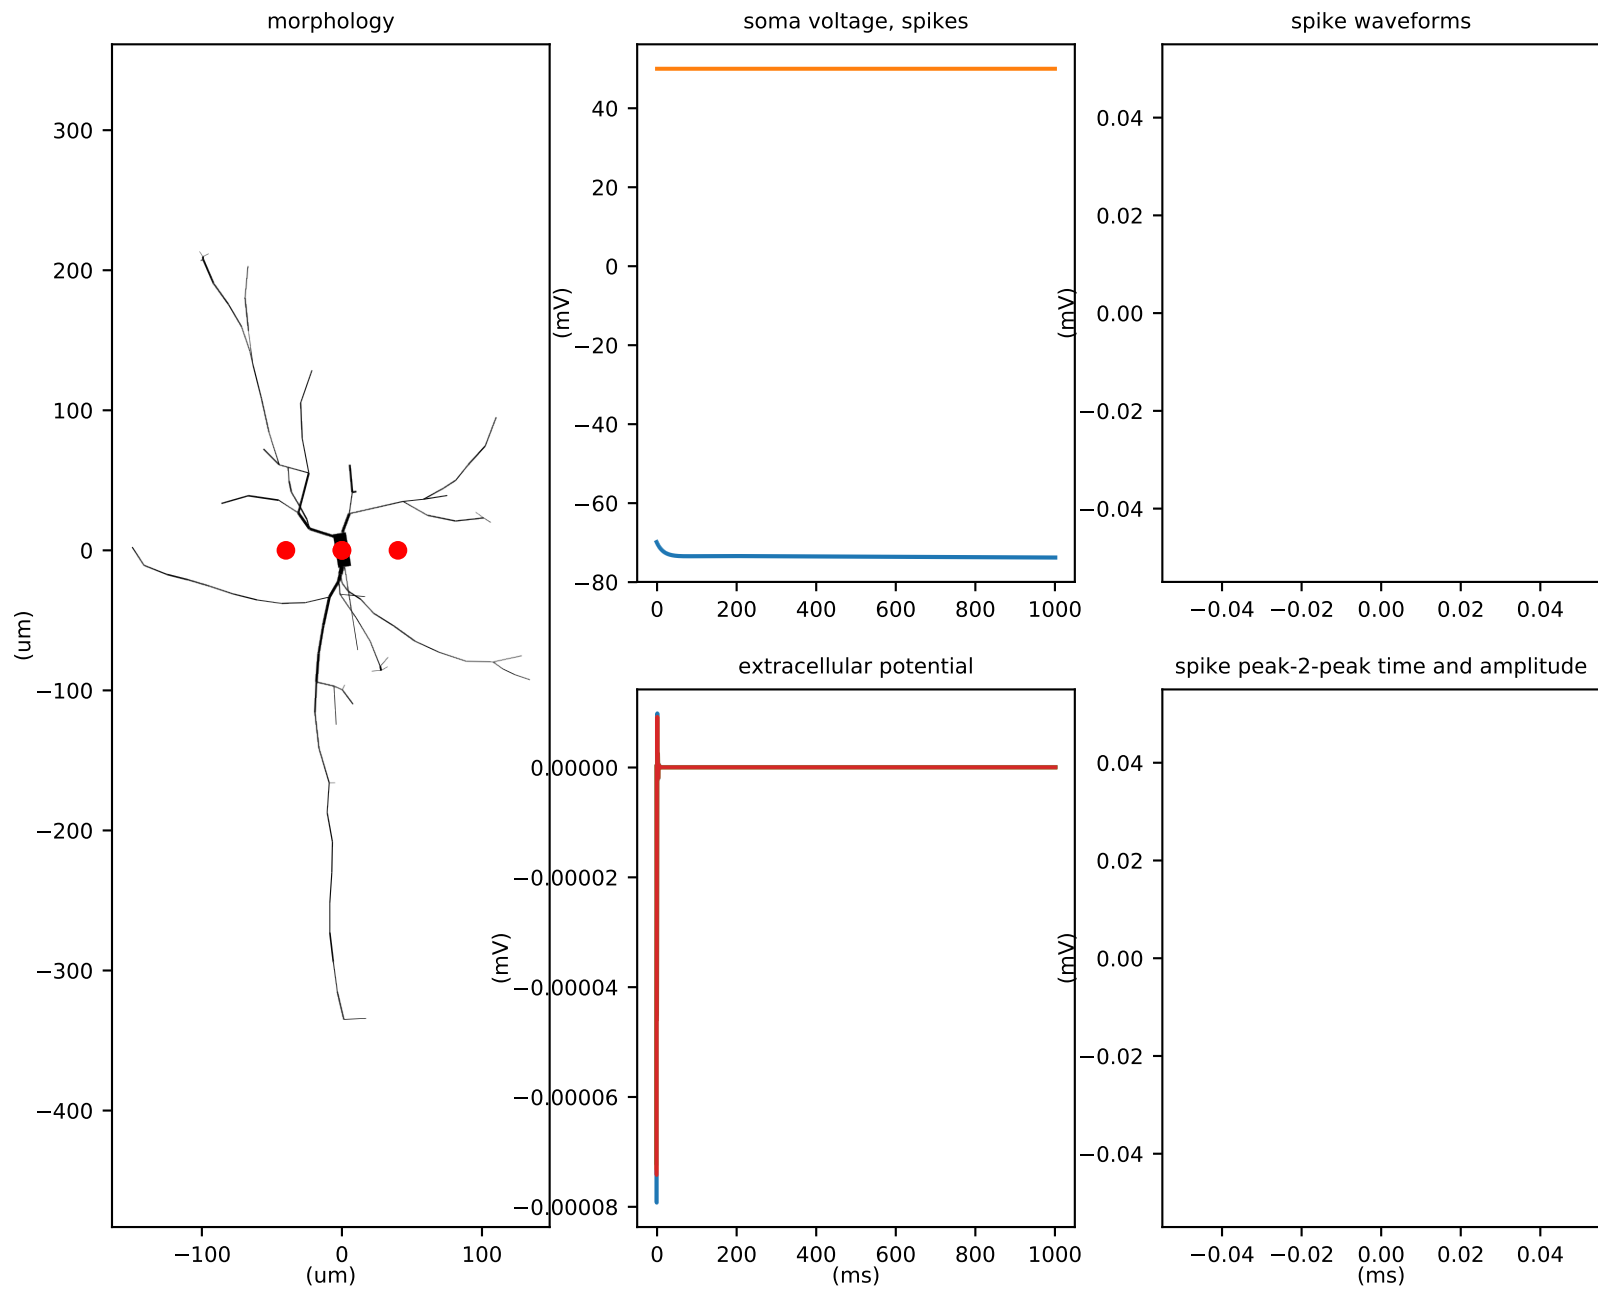 morphology
300
200
100
0
−100
−200
−300
−400
(um)
−100 0 100
(um)
soma voltage, spikes
40
20
0
−20
−40
−60
−80
(mV)
0 200 400 600 800 1000
spike waveforms
0.04
0.02
0.00
−0.02
−0.04
(mV)
−0.04 −0.02 0.00 0.02 0.04
extracellular potential
0.00000
−0.00002
−0.00004
−0.00006
−0.00008
(mV)
0 200 400 600 800 1000
(ms)
spike peak-2-peak time and amplitude
0.04
0.02
0.00
−0.02
−0.04
(mV)
−0.04 −0.02 0.00 0.02 0.04
(ms)